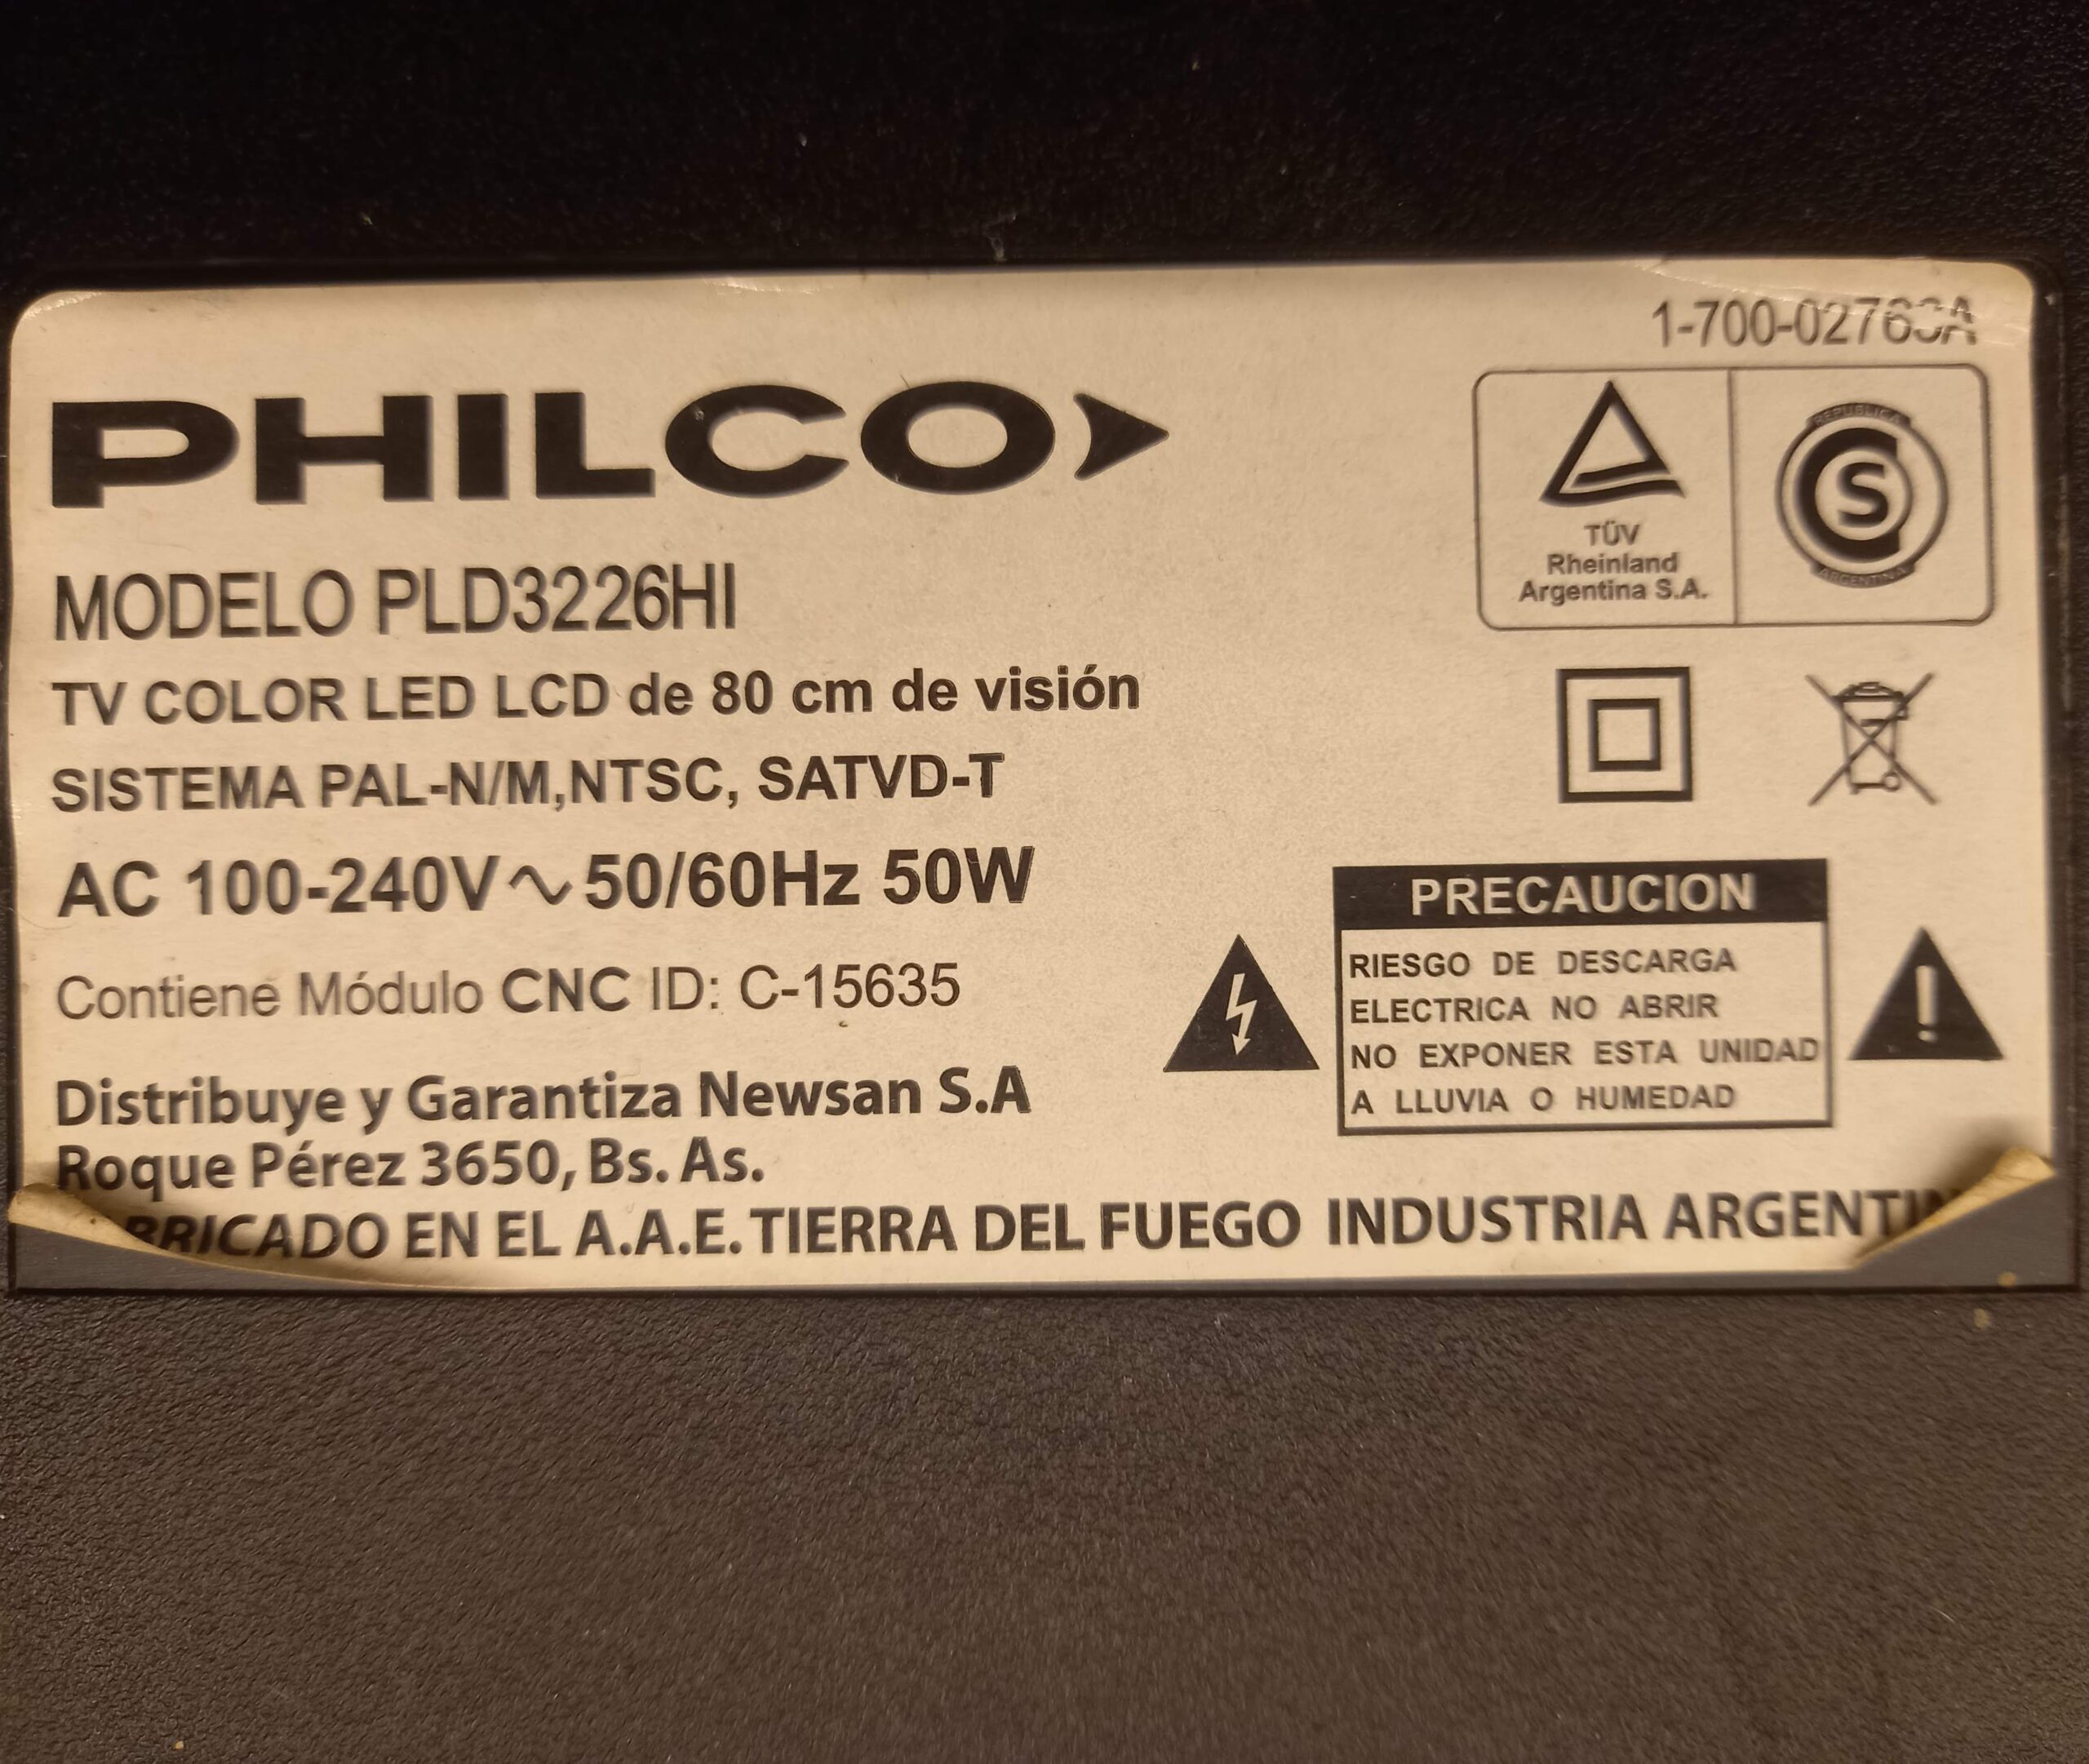 PHILCO
MODELO PLD3226HI
TV COLOR LED LCD de 80 cm de visión
SISTEMA PAL-N/M,NTSC, SATVD-T
AC 100-240V∿50/60Hz 50W
Contiene Módulo CNC ID: C-15635
Distribuye y Garantiza Newsan S.A
Roque Pérez 3650, Bs. As.
EN EL A.A.E. TIERRA DEL FUEGO INDUSTRIA
TÜV
Rheinland
Argentina S.A.
REPUBLICA
S
ARGENTINA
PRECAUCION
RIESGO DE DESCARGA
ELECTRICA NO ABRIR
NO EXPONER ESTA UNIDAD
A LLUVIA O HUMEDAD